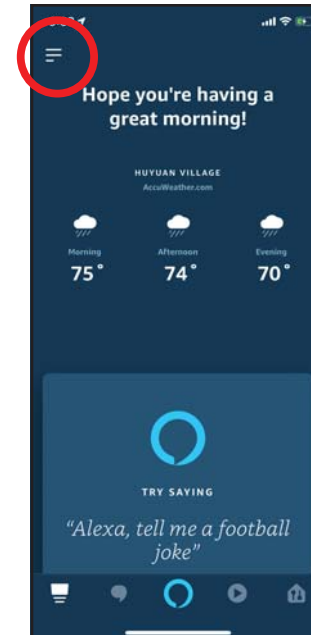 Hope you're having a
great morning!
HUYUAN VILLAGE
AccuWeather.com
Morning
Afternoon
Evening
75°
74°
70°
TRY SAYING
“Alexa, tell me a football
joke”